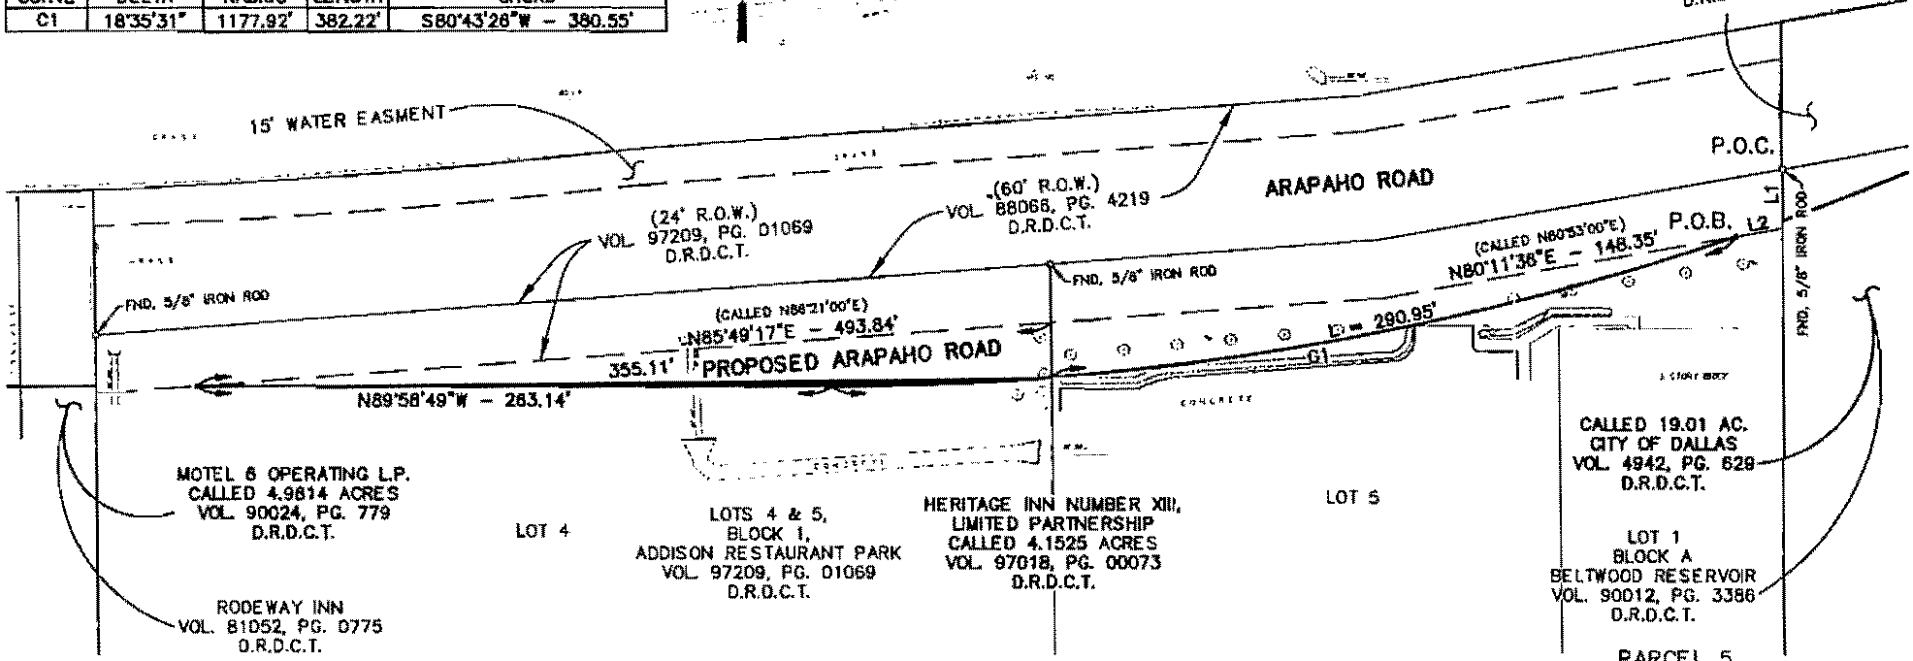 C1 18°35'31" 1177.92' 382.22' S80°43'28"W - 380.55'
15' WATER EASMENT
P.O.C.
ARAPAHO ROAD
(60' R.O.W.)
VOL. 88066, PG. 4219
D.R.D.C.T.
(24' R.O.W.)
VOL. 97209, PG. 01069
D.R.D.C.T.
L1
FND, 5/8" IRON ROD
P.O.B. L2
(CALLED N80°53'00"E)
N80°11'36"E - 148.35'
FND, 5/8" IRON ROD
FND, 5/8" IRON ROD
(CALLED N86°21'00"E)
N85°49'17"E - 493.84'
L = 290.95'
355.11'
PROPOSED ARAPAHO ROAD
C1
N89°58'49"W - 263.14'
CONCRETE
CONCRETE
MOTEL 6 OPERATING L.P.
CALLED 4.9814 ACRES
VOL. 90024, PG. 779
D.R.D.C.T.
LOT 4
LOTS 4 & 5,
BLOCK 1,
ADDISON RESTAURANT PARK
VOL. 97209, PG. 01069
D.R.D.C.T.
HERITAGE INN NUMBER XIII,
LIMITED PARTNERSHIP
CALLED 4.1525 ACRES
VOL. 97018, PG. 00073
D.R.D.C.T.
LOT 5
CALLED 19.01 AC.
CITY OF DALLAS
VOL. 4942, PG. 629
D.R.D.C.T.
LOT 1
BLOCK A
BELTWOOD RESERVOIR
VOL. 90012, PG. 3386
D.R.D.C.T.
RODEWAY INN
VOL. 81052, PG. 0775
D.R.D.C.T.
PARCEL 5